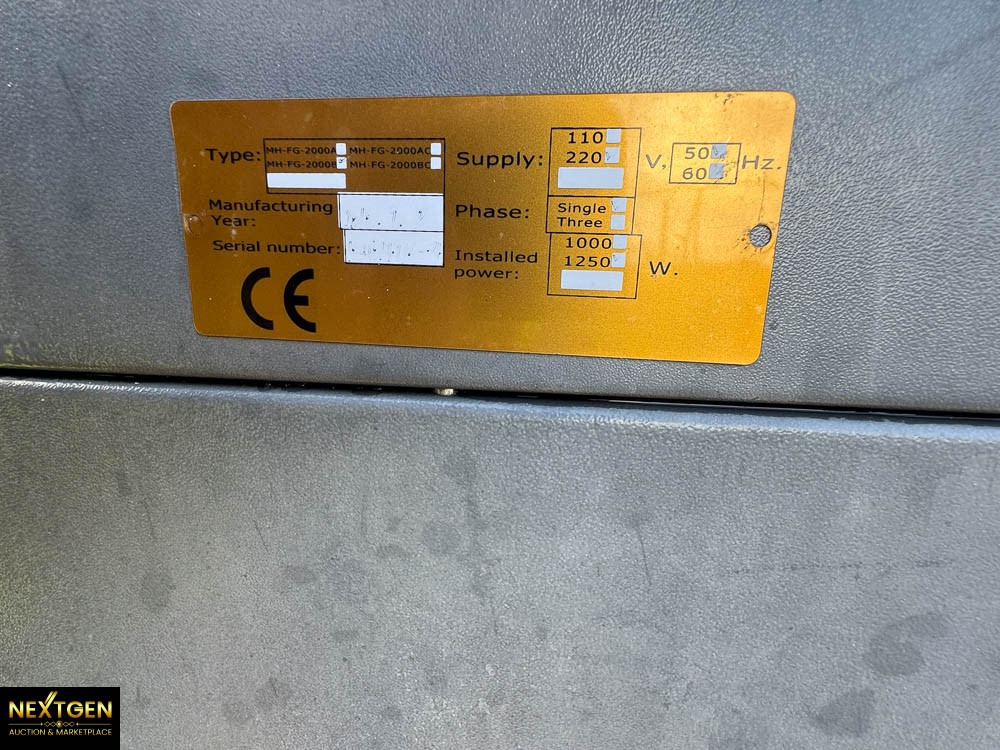 Type: MH-FG-2000A MH-FG-2000AC
MH-FG-2000B MH-FG-2000BC
Manufacturing
Year:
Serial number:
CE
Supply: 110
220 V, 50
60 Hz.
Phase: Single
Three
Installed
power: 1000
1250 W.
NEXTGEN
AUCTION & MARKETPLACE